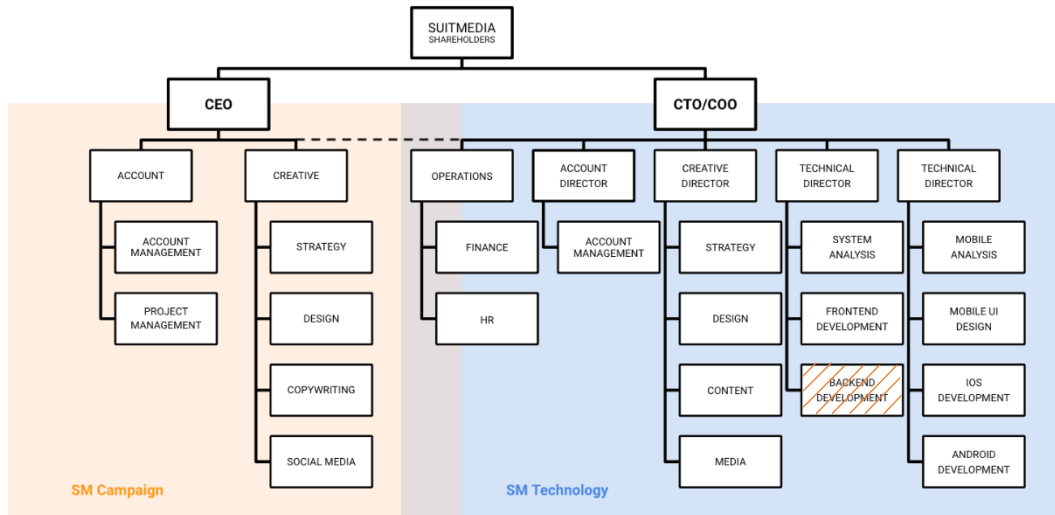 SUITMEDIA
SHAREHOLDERS
CEO
CTO/COO
ACCOUNT
CREATIVE
OPERATIONS
ACCOUNT
DIRECTOR
CREATIVE
DIRECTOR
TECHNICAL
DIRECTOR
TECHNICAL
DIRECTOR
ACCOUNT
MANAGEMENT
STRATEGY
FINANCE
ACCOUNT
MANAGEMENT
STRATEGY
SYSTEM
ANALYSIS
MOBILE
ANALYSIS
PROJECT
MANAGEMENT
DESIGN
HR
DESIGN
FRONTEND
DEVELOPMENT
MOBILE UI
DESIGN
COPYWRITING
CONTENT
BACKEND
DEVELOPMENT
IOS
DEVELOPMENT
SOCIAL MEDIA
MEDIA
ANDROID
DEVELOPMENT
SM Campaign
SM Technology